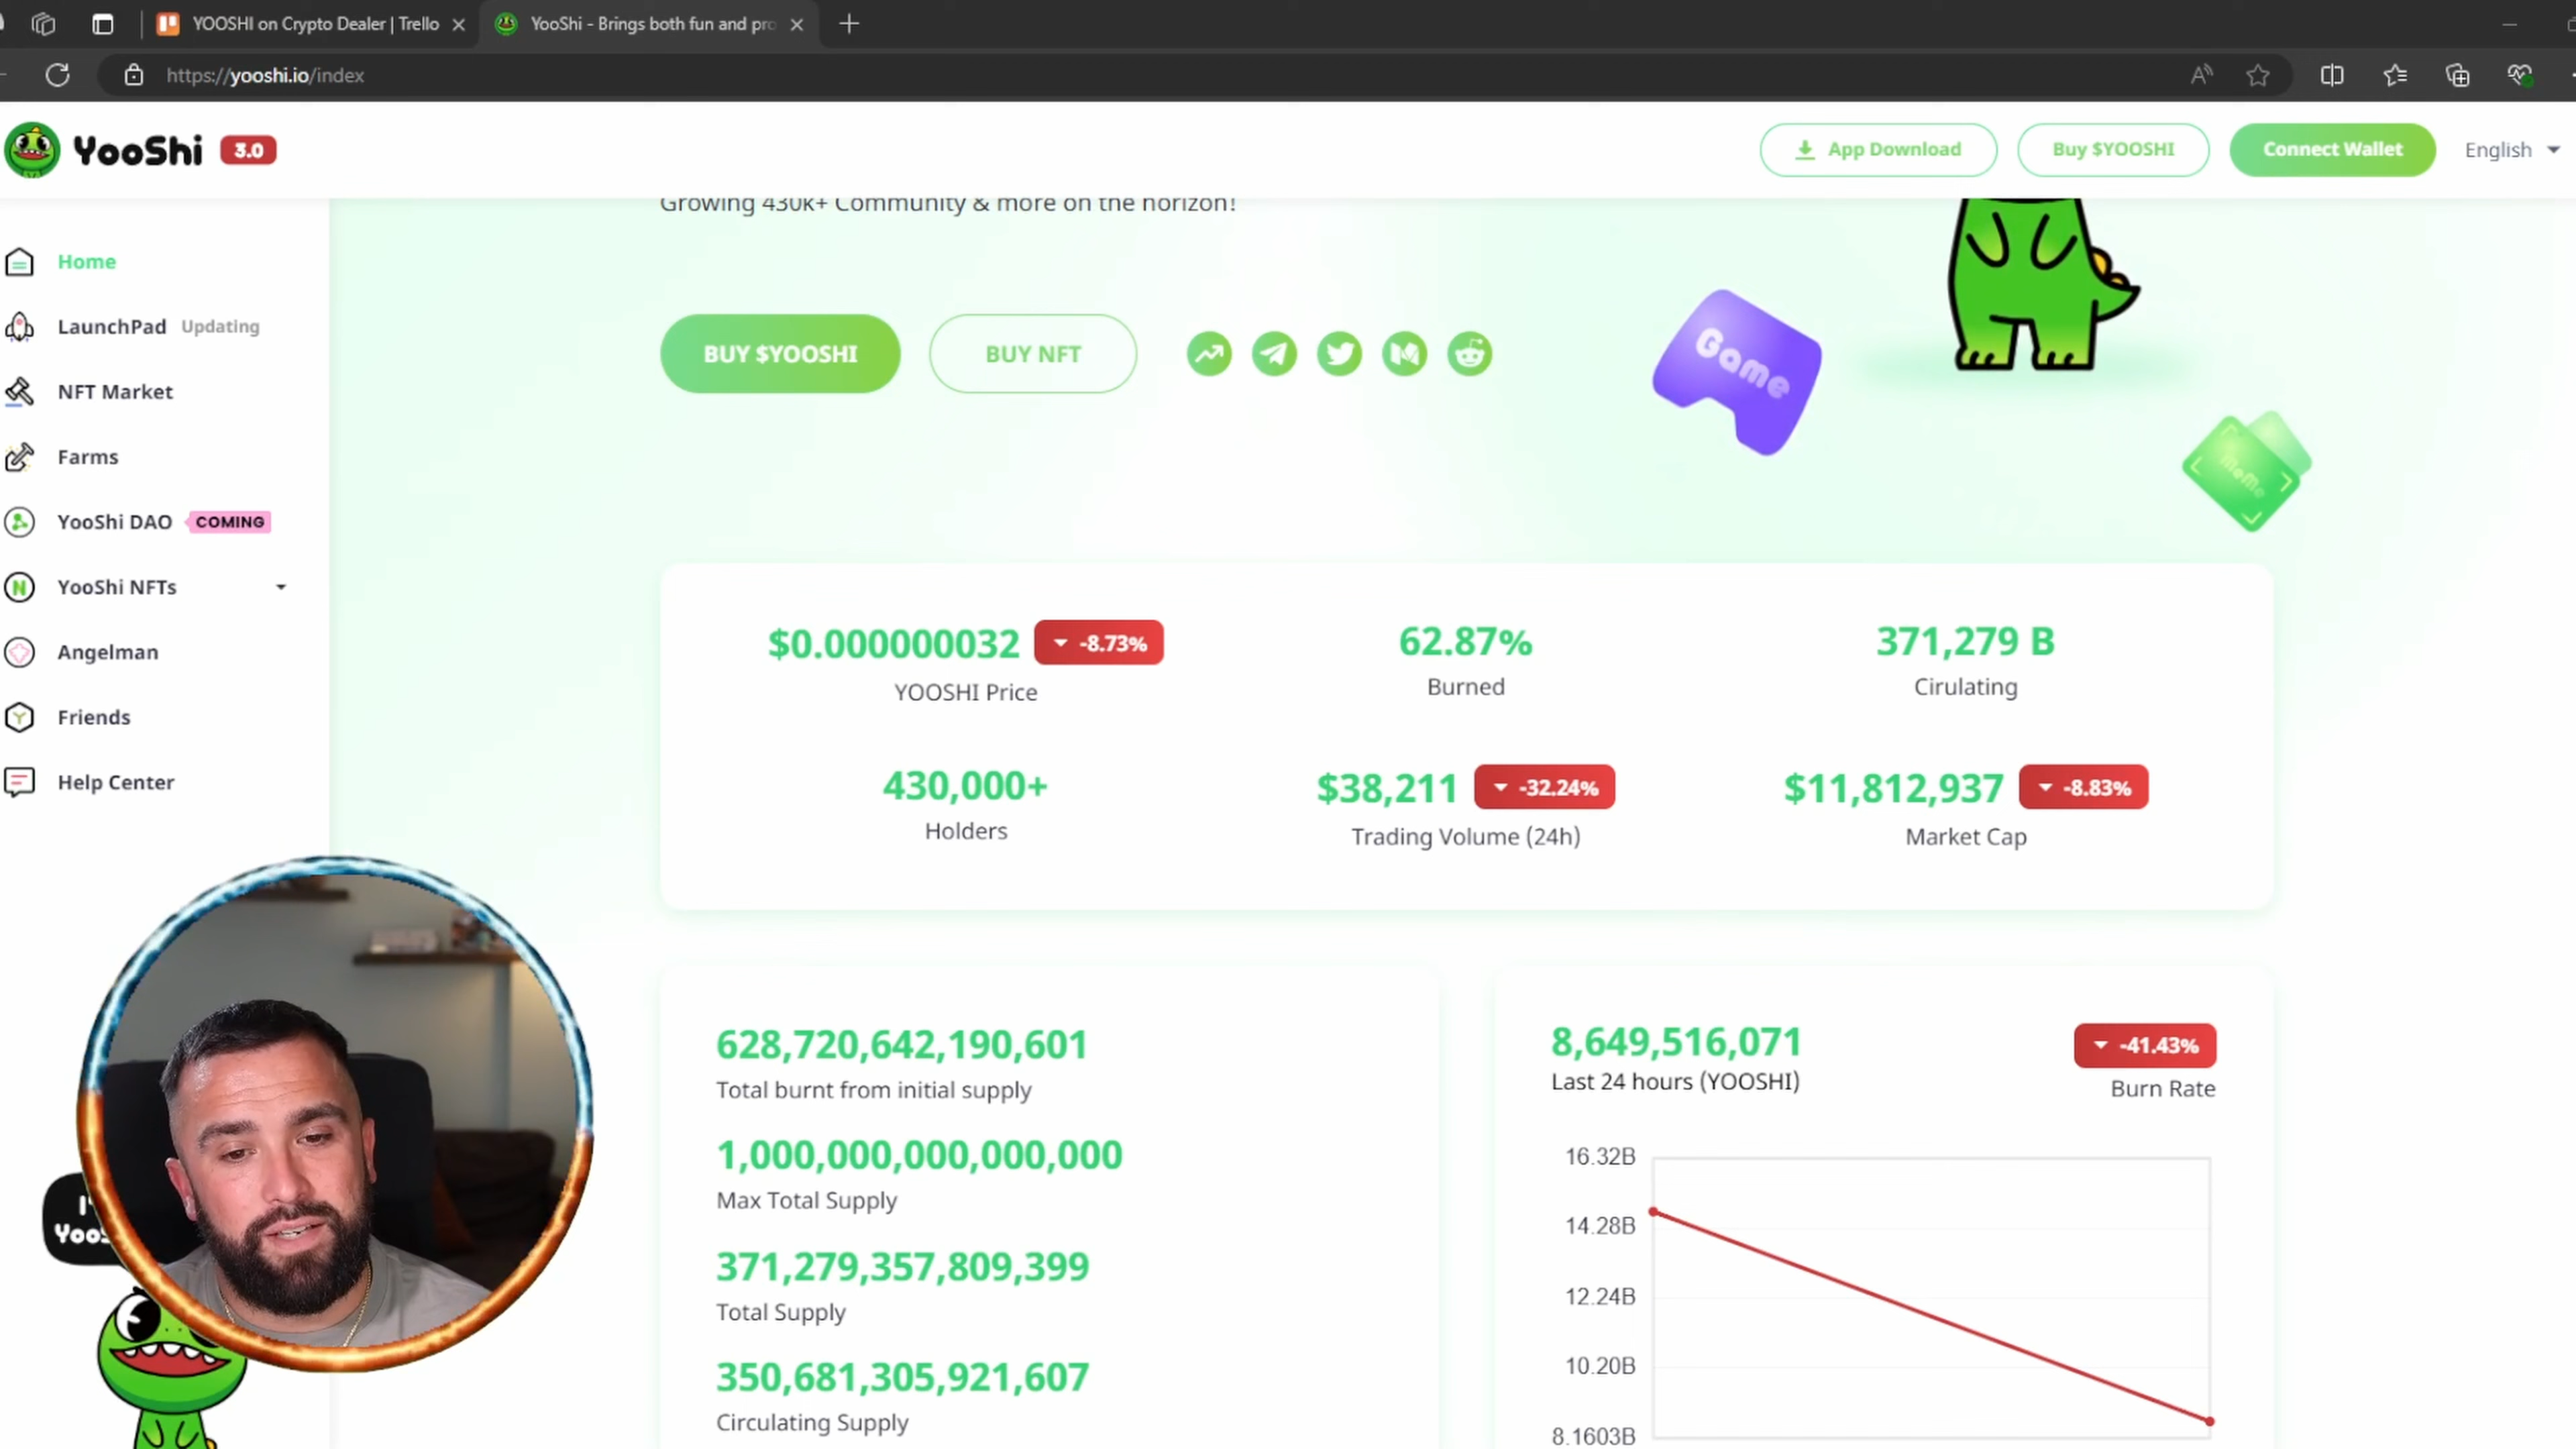 YOOSHI on Crypto Dealer | Trello
YooShi - Brings both fun and pro
https://yooshi.io/index
YooShi 3.0
App Download
Buy $YOOSHI
Connect Wallet
English
Home
LaunchPad Updating
NFT Market
Farms
YooShi DAO COMING
YooShi NFTs
Angelman
Friends
Help Center
Growing 430k+ Community & more on the horizon!
BUY $YOOSHI
BUY NFT
Game
MeMe
$0.000000032 -8.73%
YOOSHI Price
62.87%
Burned
371,279 B
Cirulating
430,000+
Holders
$38,211 -32.24%
Trading Volume (24h)
$11,812,937 -8.83%
Market Cap
628,720,642,190,601
Total burnt from initial supply
1,000,000,000,000,000
Max Total Supply
371,279,357,809,399
Total Supply
350,681,305,921,607
Circulating Supply
8,649,516,071
Last 24 hours (YOOSHI)
-41.43%
Burn Rate
16.32B
14.28B
12.24B
10.20B
8.1603B